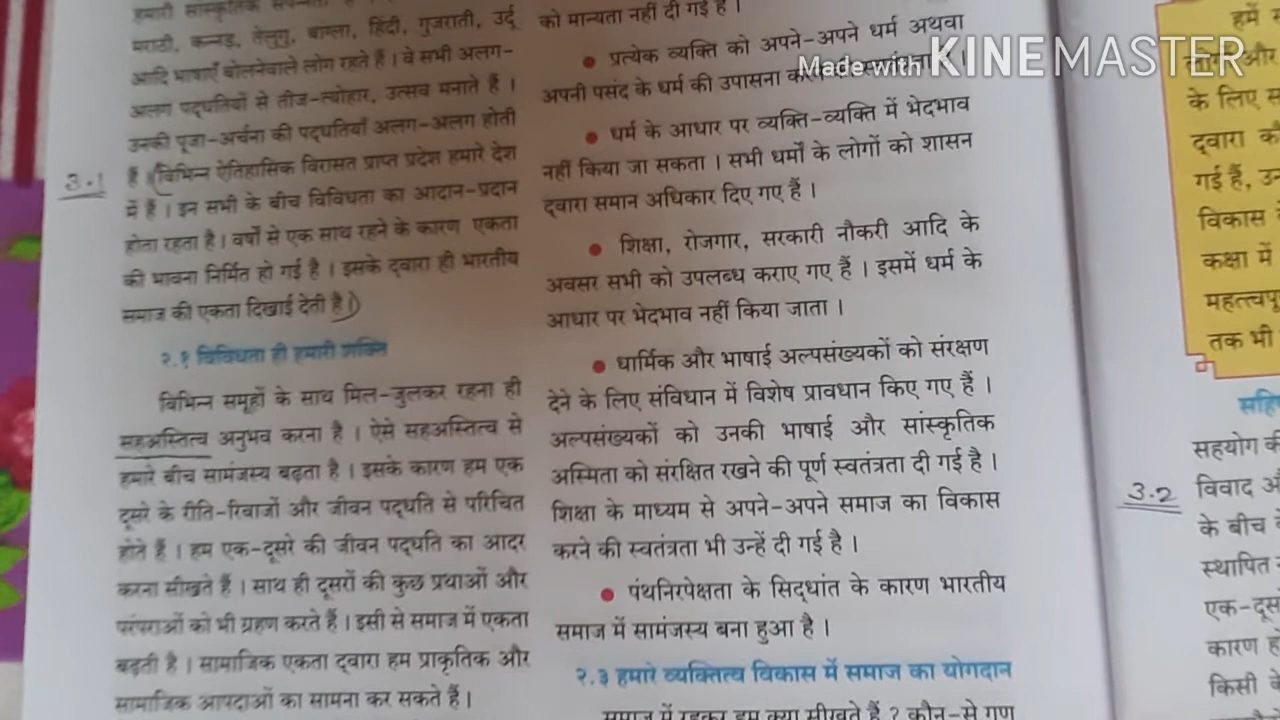 हमारी सांस्कृतिक
मराठी, कन्नड़, तेलुगु, बांग्ला, हिंदी, गुजराती, उर्दू
आदि भाषाएँ बोलनेवाले लोग रहते हैं । वे सभी अलग-
अलग पद्धतियों से तीज-त्योहार, उत्सव मनाते हैं ।
उनकी पूजा-अर्चना की पद्धतियाँ अलग-अलग होती
3.1
हैं । (विभिन्न ऐतिहासिक विरासत प्राप्त प्रदेश हमारे देश
में हैं । इन सभी के बीच विविधता का आदान-प्रदान
होता रहता है । वर्षों से एक साथ रहने के कारण एकता
की भावना निर्मित हो गई है । इसके द्वारा ही भारतीय
समाज की एकता दिखाई देती है ।)
२.१ विविधता ही हमारी शक्ति
विभिन्न समूहों के साथ मिल-जुलकर रहना ही
सहअस्तित्व अनुभव करना है । ऐसे सहअस्तित्व से
हमारे बीच सामंजस्य बढ़ता है । इसके कारण हम एक
दूसरे के रीति-रिवाजों और जीवन पद्धति से परिचित
होते हैं । हम एक-दूसरे की जीवन पद्धति का आदर
करना सीखते हैं । साथ ही दूसरों की कुछ प्रथाओं और
परंपराओं को भी ग्रहण करते हैं । इसी से समाज में एकता
बढ़ती है । सामाजिक एकता द्वारा हम प्राकृतिक और
सामाजिक आपदाओं का सामना कर सकते हैं ।
को मान्यता नहीं दी गई है ।
● प्रत्येक व्यक्ति को अपने-अपने धर्म अथवा
अपनी पसंद के धर्म की उपासना
● धर्म के आधार पर व्यक्ति-व्यक्ति में भेदभाव
नहीं किया जा सकता । सभी धर्मों के लोगों को शासन
द्वारा समान अधिकार दिए गए हैं ।
● शिक्षा, रोजगार, सरकारी नौकरी आदि के
अवसर सभी को उपलब्ध कराए गए हैं । इसमें धर्म के
आधार पर भेदभाव नहीं किया जाता ।
● धार्मिक और भाषाई अल्पसंख्यकों को संरक्षण
देने के लिए संविधान में विशेष प्रावधान किए गए हैं ।
अल्पसंख्यकों को उनकी भाषाई और सांस्कृतिक
अस्मिता को संरक्षित रखने की पूर्ण स्वतंत्रता दी गई है ।
शिक्षा के माध्यम से अपने-अपने समाज का विकास
करने की स्वतंत्रता भी उन्हें दी गई है ।
● पंथनिरपेक्षता के सिद्धांत के कारण भारतीय
समाज में सामंजस्य बना हुआ है ।
२.३ हमारे व्यक्तित्व विकास में समाज का योगदान
समाज में रहकर हम क्या सीखते हैं ? कौन-से गुण
Made with KINEMASTER
हमें
और
के लिए
द्वारा
गई हैं,
विकास
कक्षा में
तक भी
सहयोग
3.2
विवाद
के बीच
स्थापित
कारण
किसी